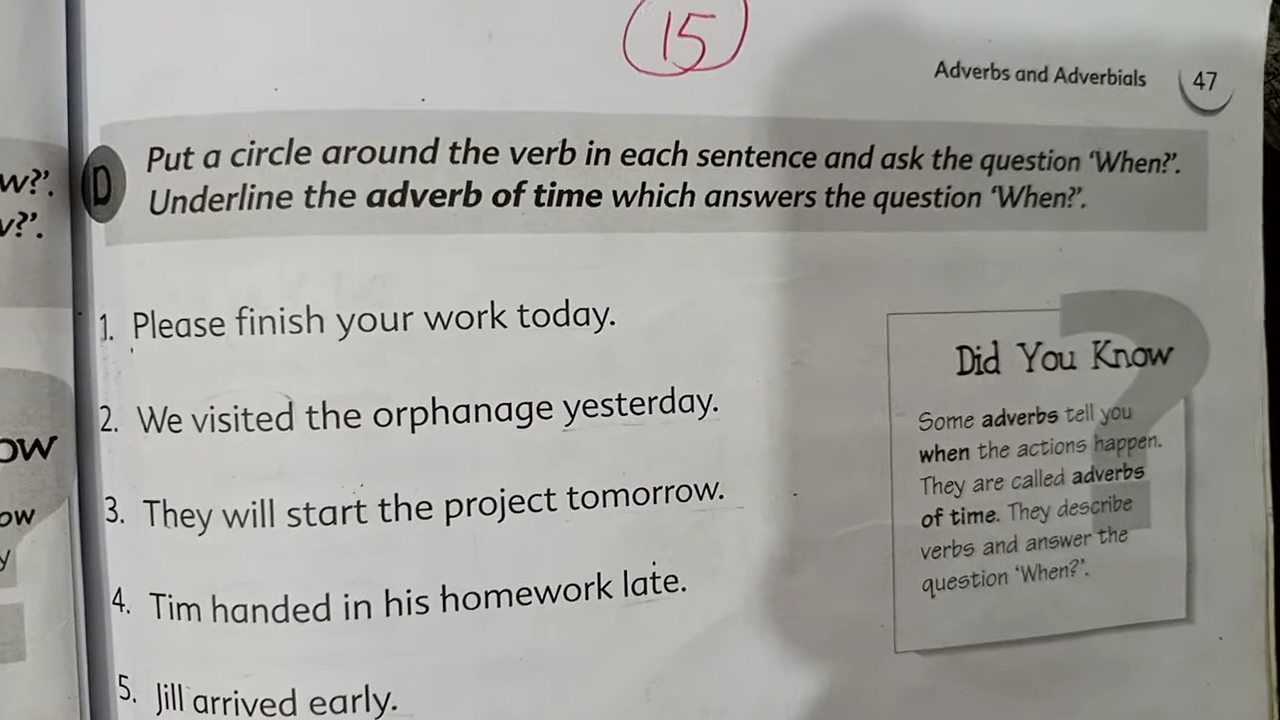 15
Adverbs and Adverbials 47
w?'.
D
Put a circle around the verb in each sentence and ask the question 'When?'.
Underline the adverb of time which answers the question 'When?'.
1. Please finish your work today.
2. We visited the orphanage yesterday.
3. They will start the project tomorrow.
4. Tim handed in his homework late.
5. Jill arrived early.
Did You Know
Some adverbs tell you
when the actions happen.
They are called adverbs
of time. They describe
verbs and answer the
question 'When?'.